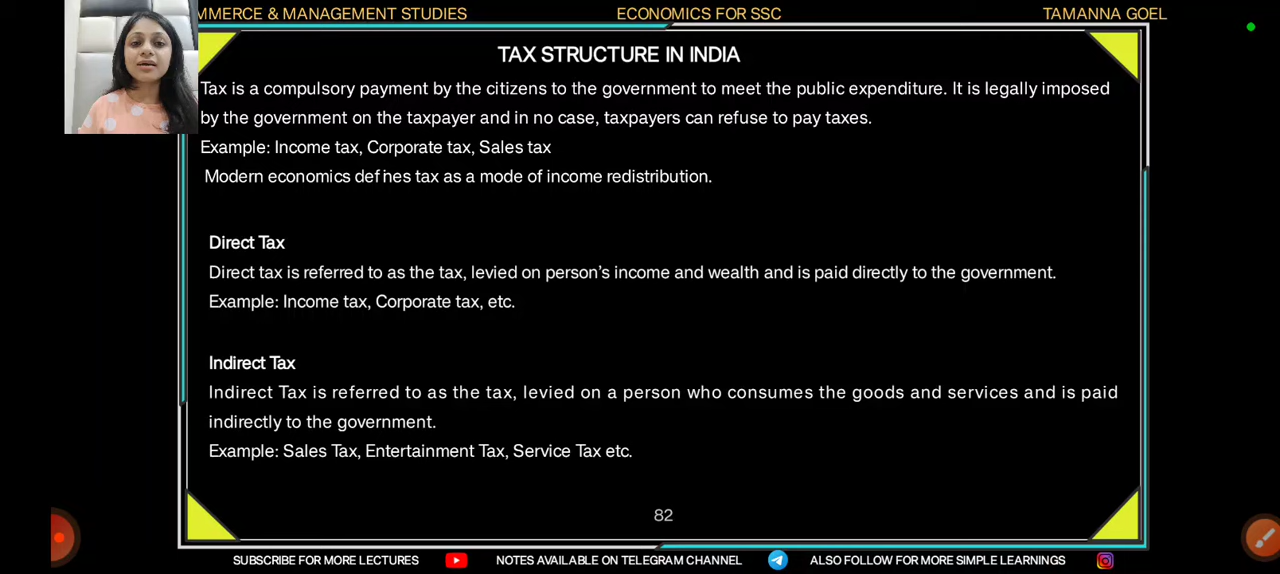 MMERCE & MANAGEMENT STUDIES ECONOMICS FOR SSC TAMANNA GOEL
TAX STRUCTURE IN INDIA
Tax is a compulsory payment by the citizens to the government to meet the public expenditure. It is legally imposed
by the government on the taxpayer and in no case, taxpayers can refuse to pay taxes.
Example: Income tax, Corporate tax, Sales tax
Modern economics defines tax as a mode of income redistribution.
Direct Tax
Direct tax is referred to as the tax, levied on person's income and wealth and is paid directly to the government.
Example: Income tax, Corporate tax, etc.
Indirect Tax
Indirect Tax is referred to as the tax, levied on a person who consumes the goods and services and is paid
indirectly to the government.
Example: Sales Tax, Entertainment Tax, Service Tax etc.
82
SUBSCRIBE FOR MORE LECTURES NOTES AVAILABLE ON TELEGRAM CHANNEL ALSO FOLLOW FOR MORE SIMPLE LEARNINGS